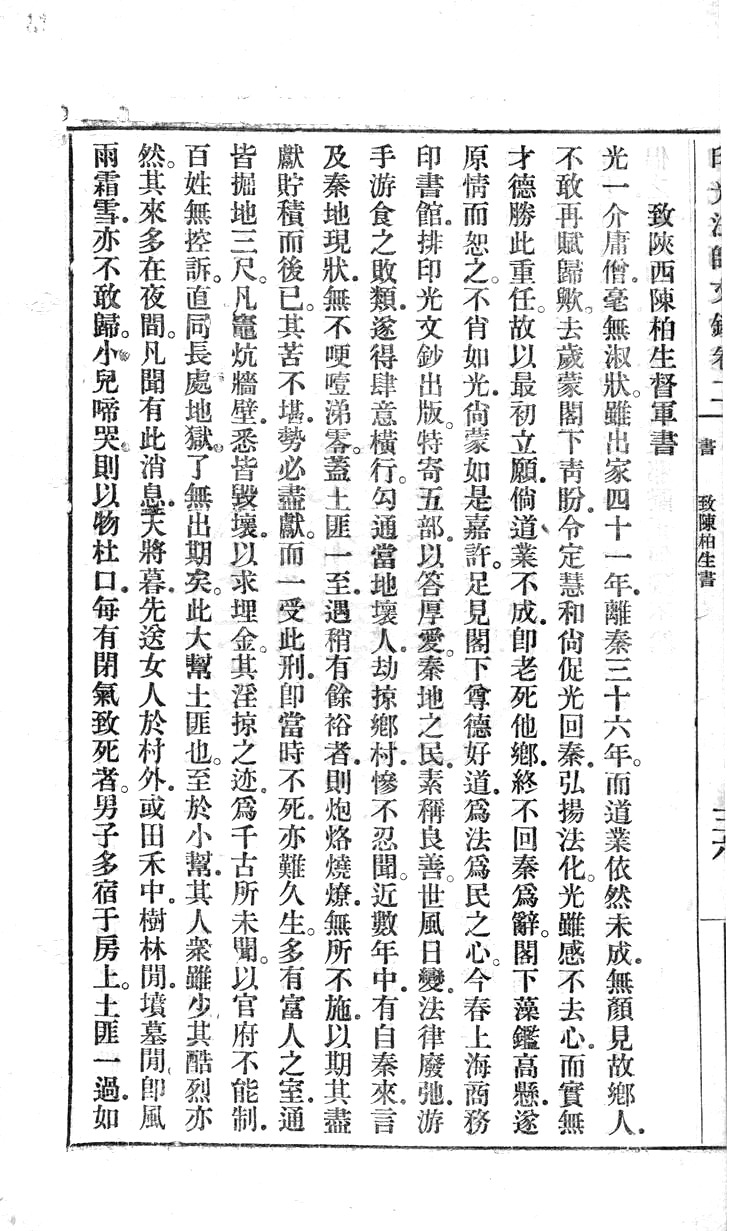 印光法師文鈔卷二 書 致陳柏生書 三六
致陝西陳柏生督軍書
光一介庸僧。毫無淑狀。雖出家四十一年。離秦三十六年。而道業依然未成。無顏見故鄉人。
不敢再賦歸歟。去歲蒙閣下靑盼。令定慧和尙促光回秦。弘揚法化。光雖感不去心。而實無
才德勝此重任。故以最初立願。倘道業不成。卽老死他鄉。終不回秦爲辭。閣下藻鑑高懸。遂
原情而恕之。不肖如光。尙蒙如是嘉許。足見閣下尊德好道。爲法爲民之心。今春上海商務
印書館。排印光文鈔出版。特寄五部。以答厚愛。秦地之民。素稱良善。世風日變。法律廢弛。游
手游食之敗類。遂得肆意橫行。勾通當地壞人。劫掠鄉村。慘不忍聞。近數年中。有自秦來。言
及秦地現狀。無不哽噎涕零。蓋土匪一至。遇稍有餘裕者。則炮烙燒燎。無所不施。以期其盡
獻貯積而後已。其苦不堪。勢必盡獻。而一受此刑。卽當時不死。亦難久生。多有富人之室。通
皆掘地三尺。凡竈炕牆壁。悉皆毀壞。以求埋金。其淫掠之迹。爲千古所未聞。以官府不能制。
百姓無控訴。直同長處地獄。了無出期矣。此大幫土匪也。至於小幫。其人衆雖少。其酷烈亦
然。其來多在夜間。凡聞有此消息。天將暮。先送女人於村外。或田禾中。樹林閒。墳墓閒。卽風
雨霜雪。亦不敢歸。小兒啼哭。則以物杜口。每有閉氣致死者。男子多宿于房上。土匪一過。如